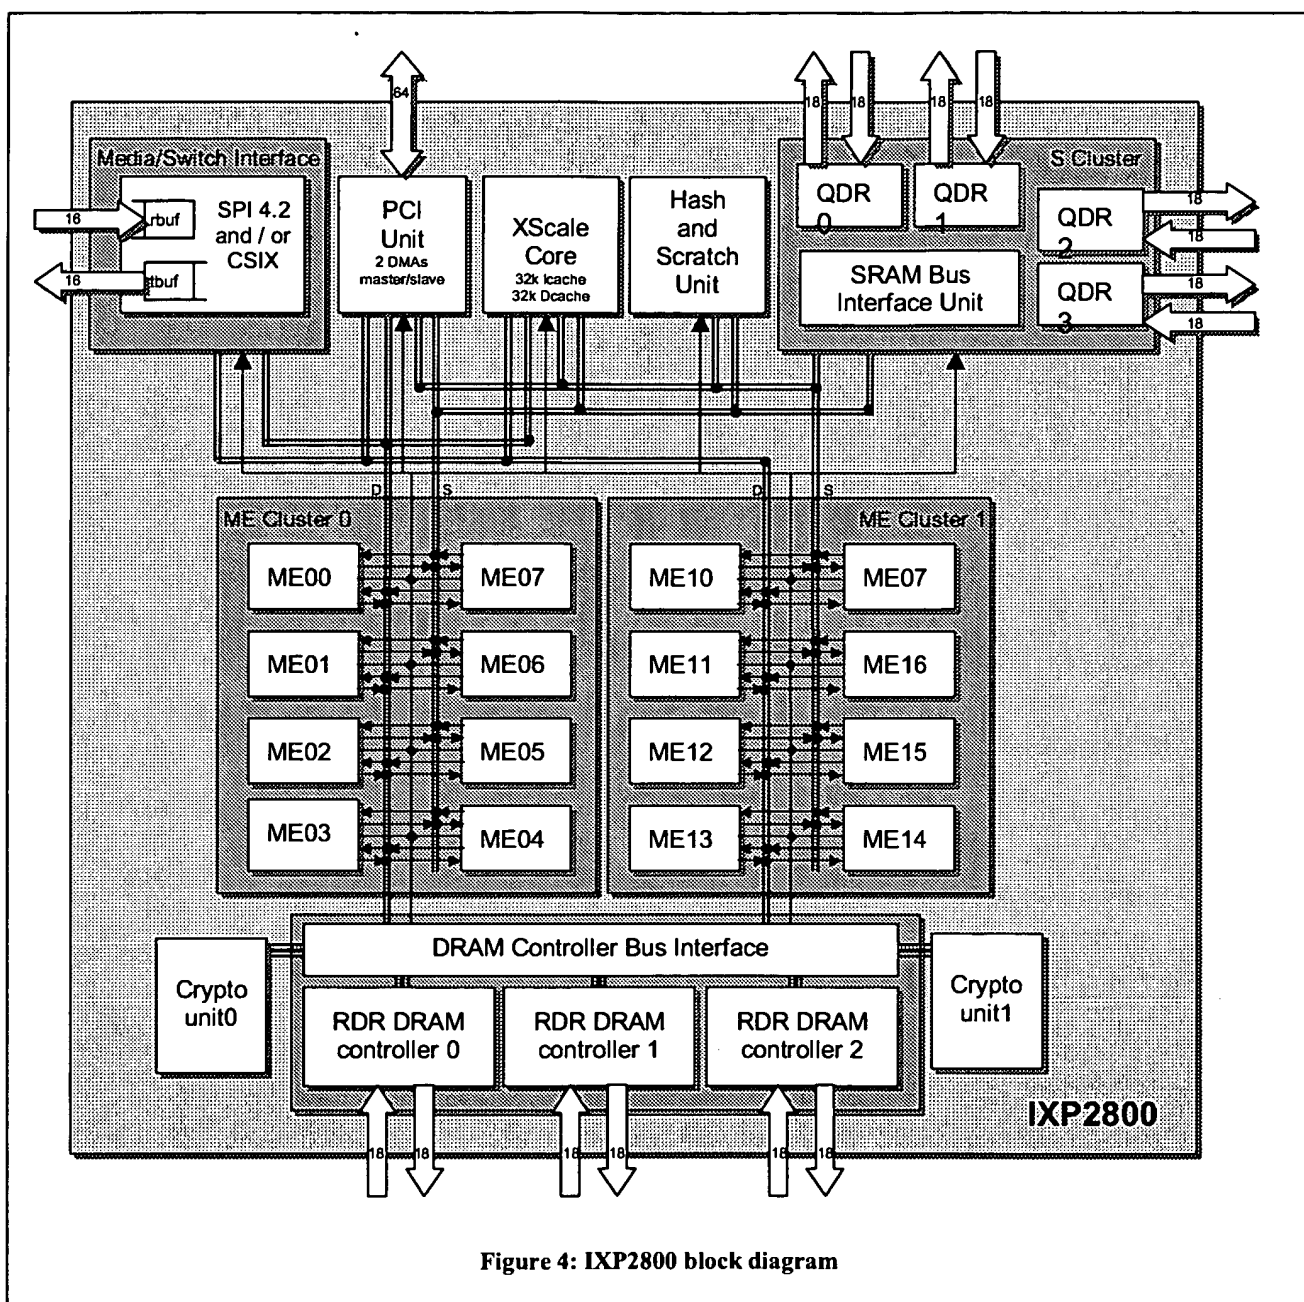 64
18
18
18
18
Media/Switch Interface
S Cluster
16
rbuf
SPI 4.2
and / or
CSIX
16
tbuf
PCI
Unit
2 DMAs
master/slave
XScale
Core
32k Icache
32k Dcache
Hash
and
Scratch
Unit
QDR
0
QDR
1
QDR
2
18
18
SRAM Bus
Interface Unit
QDR
3
18
18
D
S
D
S
ME Cluster 0
ME Cluster 1
ME00
ME07
ME10
ME07
ME01
ME06
ME11
ME16
ME02
ME05
ME12
ME15
ME03
ME04
ME13
ME14
DRAM Controller Bus Interface
Crypto
unit0
Crypto
unit1
RDR DRAM
controller 0
RDR DRAM
controller 1
RDR DRAM
controller 2
IXP2800
18
18
18
18
18
18
Figure 4: IXP2800 block diagram